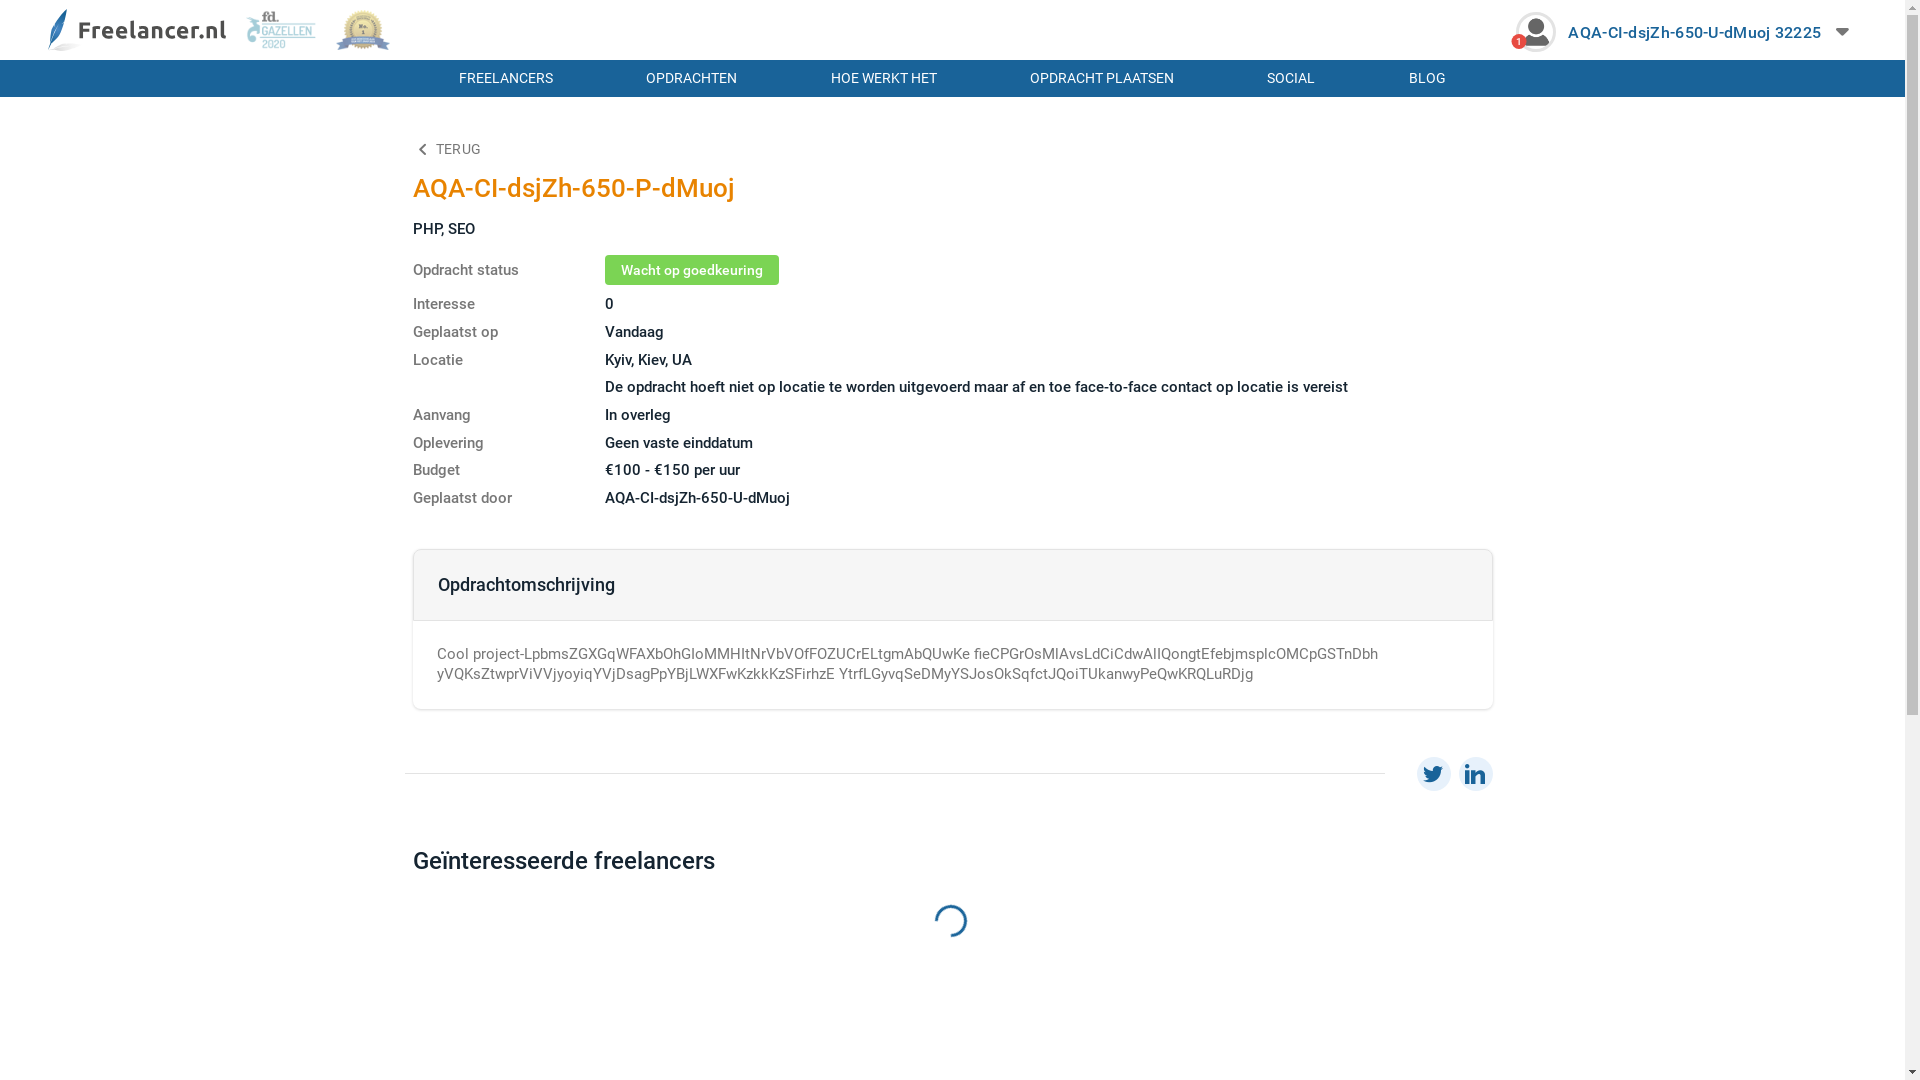 Freelancer.nl
fd.
GAZELLEN
2020
1
AQA-CI-dsjZh-650-U-dMuoj 32225
FREELANCERS OPDRACHTEN HOE WERKT HET OPDRACHT PLAATSEN SOCIAL BLOG
TERUG
AQA-CI-dsjZh-650-P-dMuoj
PHP, SEO
Opdracht status Wacht op goedkeuring
Interesse 0
Geplaatst op Vandaag
Locatie Kyiv, Kiev, UA
De opdracht hoeft niet op locatie te worden uitgevoerd maar af en toe face-to-face contact op locatie is vereist
Aanvang In overleg
Oplevering Geen vaste einddatum
Budget €100 - €150 per uur
Geplaatst door AQA-CI-dsjZh-650-U-dMuoj
Opdrachtomschrijving
Cool project-LpbmsZGXGqWFAXbOhGIoMMHItNrVbVOfFOZUCrELtgmAbQUwKe fieCPGrOsMIAvsLdCiCdwAIIQongtEfebjmsplcOMCpGSTnDbh
yVQKsZtwprViVVjyoyiqYVjDsagPpYBjLWXFwKzkkKzSFirhzE YtrfLGyvqSeDMyYSJosOkSqfctJQoiTUkanwyPeQwKRQLuRDjg
Geïnteresseerde freelancers